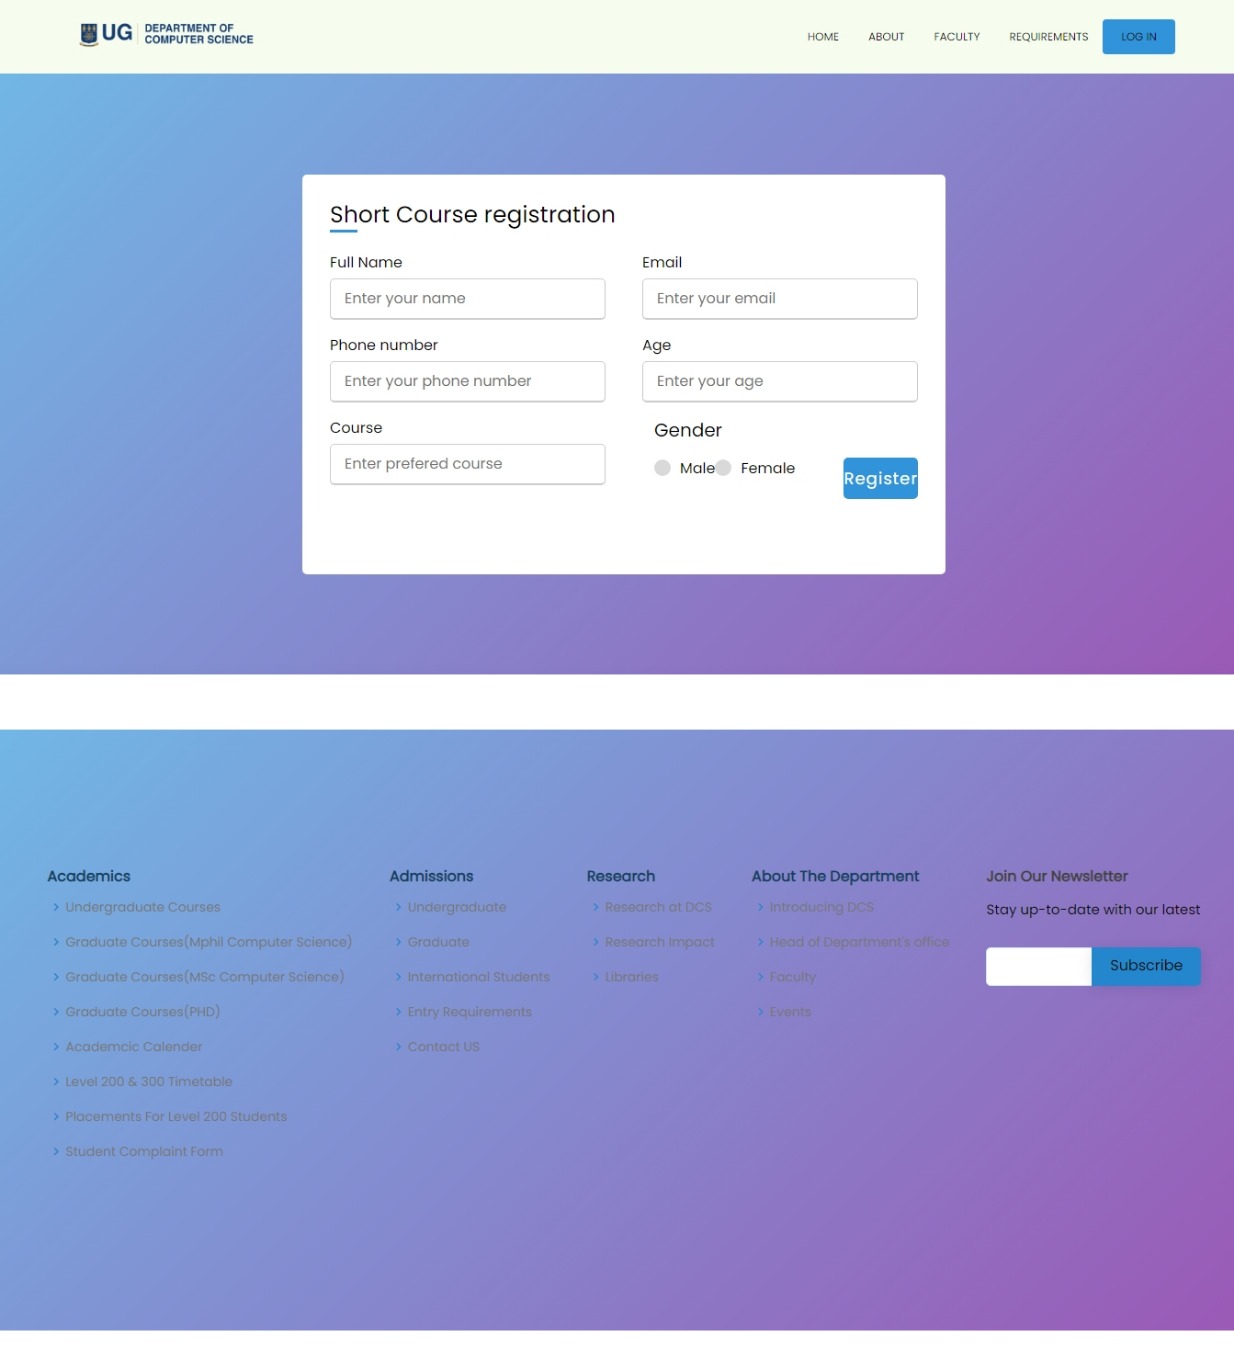 UG
DEPARTMENT OF
COMPUTER SCIENCE
HOME ABOUT FACULTY REQUIREMENTS LOG IN
Short Course registration
Full Name Email
Enter your name Enter your email
Phone number Age
Enter your phone number Enter your age
Course Gender
Enter prefered course Male Female Register
Academics
Undergraduate Courses
Graduate Courses(Mphil Computer Science)
Graduate Courses(MSc Computer Science)
Graduate Courses(PHD)
Academcic Calender
Level 200 & 300 Timetable
Placements For Level 200 Students
Student Complaint Form
Admissions
Undergraduate
Graduate
International Students
Entry Requirements
Contact US
Research
Research at DCS
Research Impact
Libraries
About The Department
Introducing DCS
Head of Department's office
Faculty
Events
Join Our Newsletter
Stay up-to-date with our latest
Subscribe